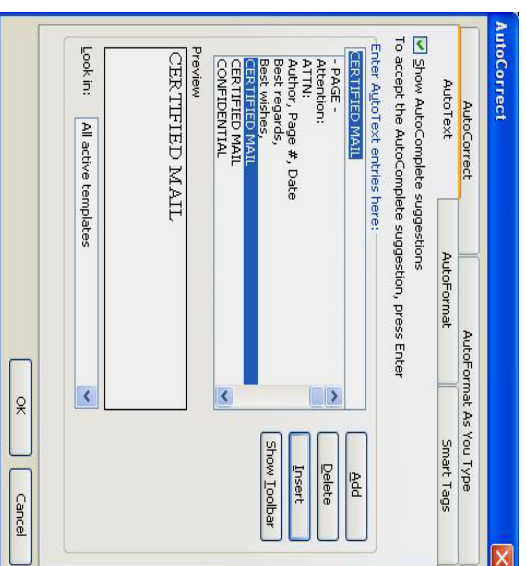 AutoCorrect
AutoCorrect
AutoFormat As You Type
AutoText
AutoFormat
Smart Tags
Show AutoComplete suggestions
To accept the AutoComplete suggestion, press Enter
Enter AutoText entries here:
CERTIFIED MAIL
- PAGE -
Attention:
ATTN:
Author, Page #, Date
Best regards,
Best wishes,
CERTIFIED MAIL
CERTIFIED MAIL
CONFIDENTIAL
Add
Delete
Insert
Show Toolbar
Preview
CERTIFIED MAIL
Look in:
All active templates
OK
Cancel